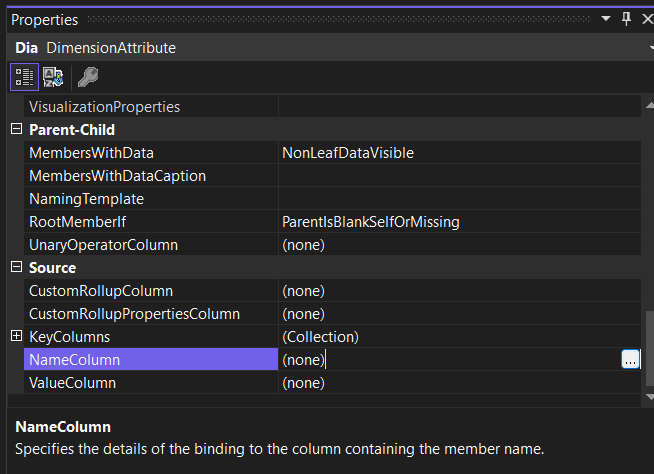 Properties
Dia DimensionAttribute
VisualizationProperties
Parent-Child
MembersWithData NonLeafDataVisible
MembersWithDataCaption
NamingTemplate
RootMemberIf ParentIsBlankSelfOrMissing
UnaryOperatorColumn (none)
Source
CustomRollupColumn (none)
CustomRollupPropertiesColumn (none)
KeyColumns (Collection)
NameColumn (none) ...
ValueColumn (none)
NameColumn
Specifies the details of the binding to the column containing the member name.